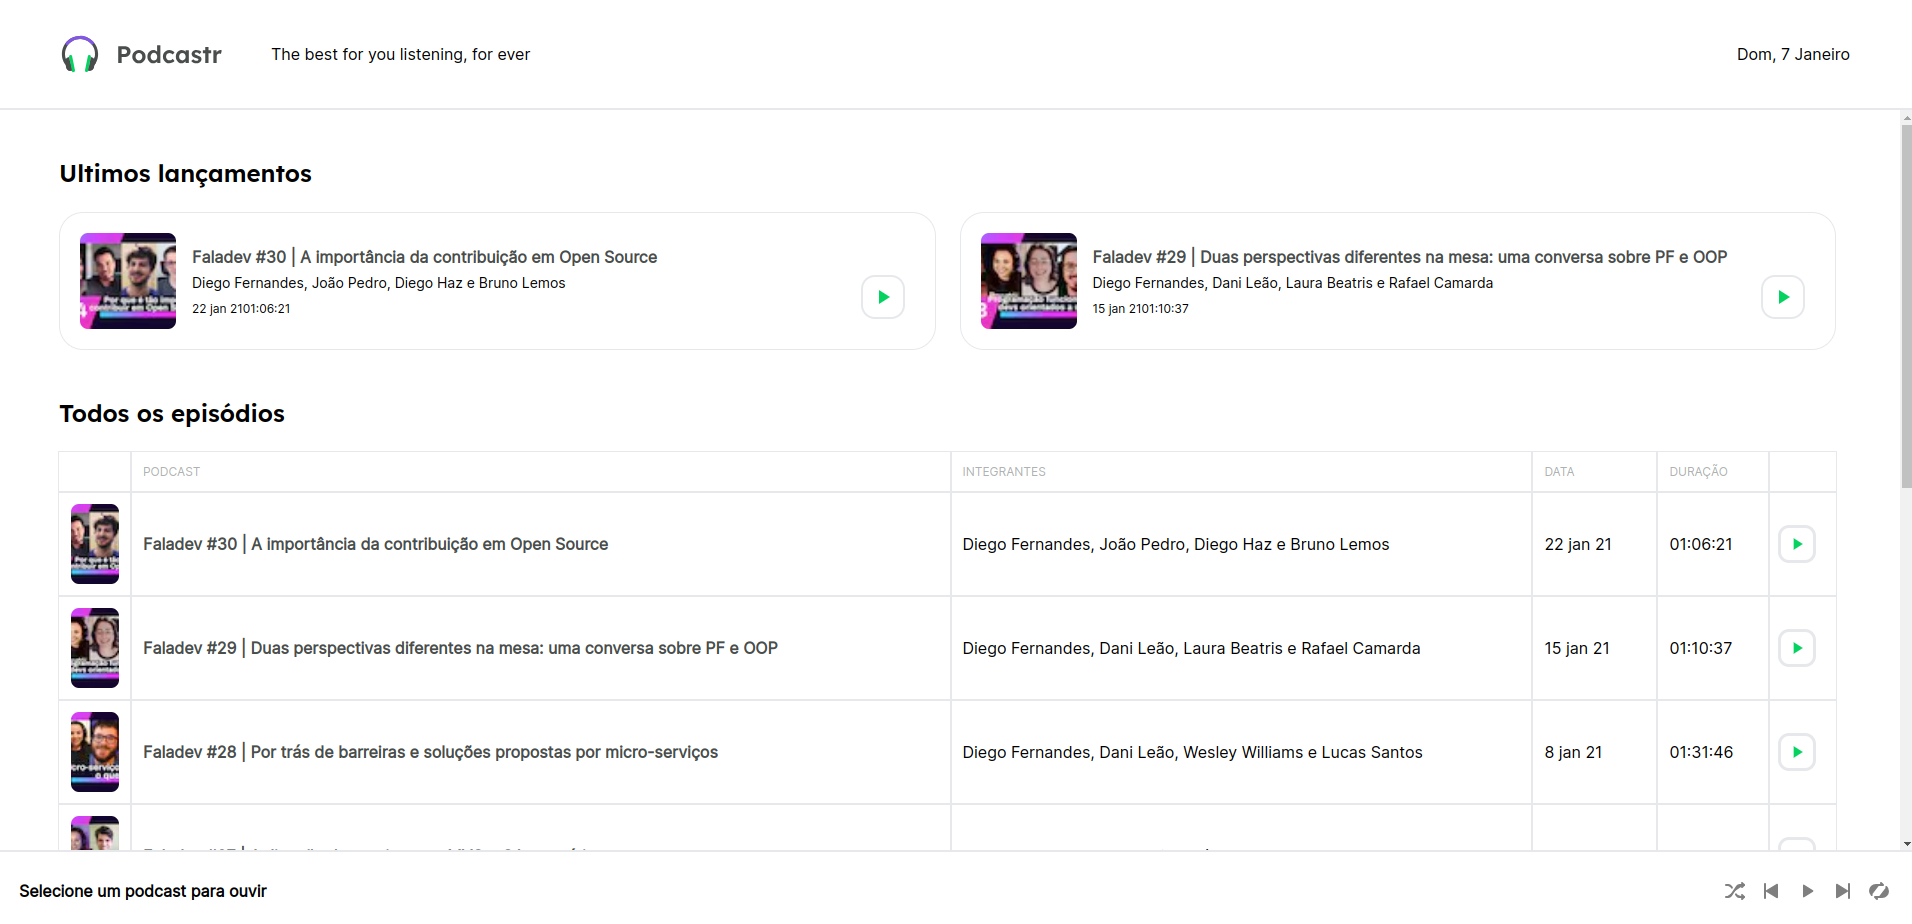 Podcastr
The best for you listening, for ever
Dom, 7 Janeiro
Ultimos lançamentos
Faladev #30 | A importância da contribuição em Open Source
Diego Fernandes, João Pedro, Diego Haz e Bruno Lemos
22 jan 2101:06:21
Faladev #29 | Duas perspectivas diferentes na mesa: uma conversa sobre PF e OOP
Diego Fernandes, Dani Leão, Laura Beatris e Rafael Camarda
15 jan 2101:10:37
Todos os episódios
PODCAST INTEGRANTES DATA DURAÇÃO
Faladev #30 | A importância da contribuição em Open Source Diego Fernandes, João Pedro, Diego Haz e Bruno Lemos 22 jan 21 01:06:21
Faladev #29 | Duas perspectivas diferentes na mesa: uma conversa sobre PF e OOP Diego Fernandes, Dani Leão, Laura Beatris e Rafael Camarda 15 jan 21 01:10:37
Faladev #28 | Por trás de barreiras e soluções propostas por micro-serviços Diego Fernandes, Dani Leão, Wesley Williams e Lucas Santos 8 jan 21 01:31:46
Selecione um podcast para ouvir